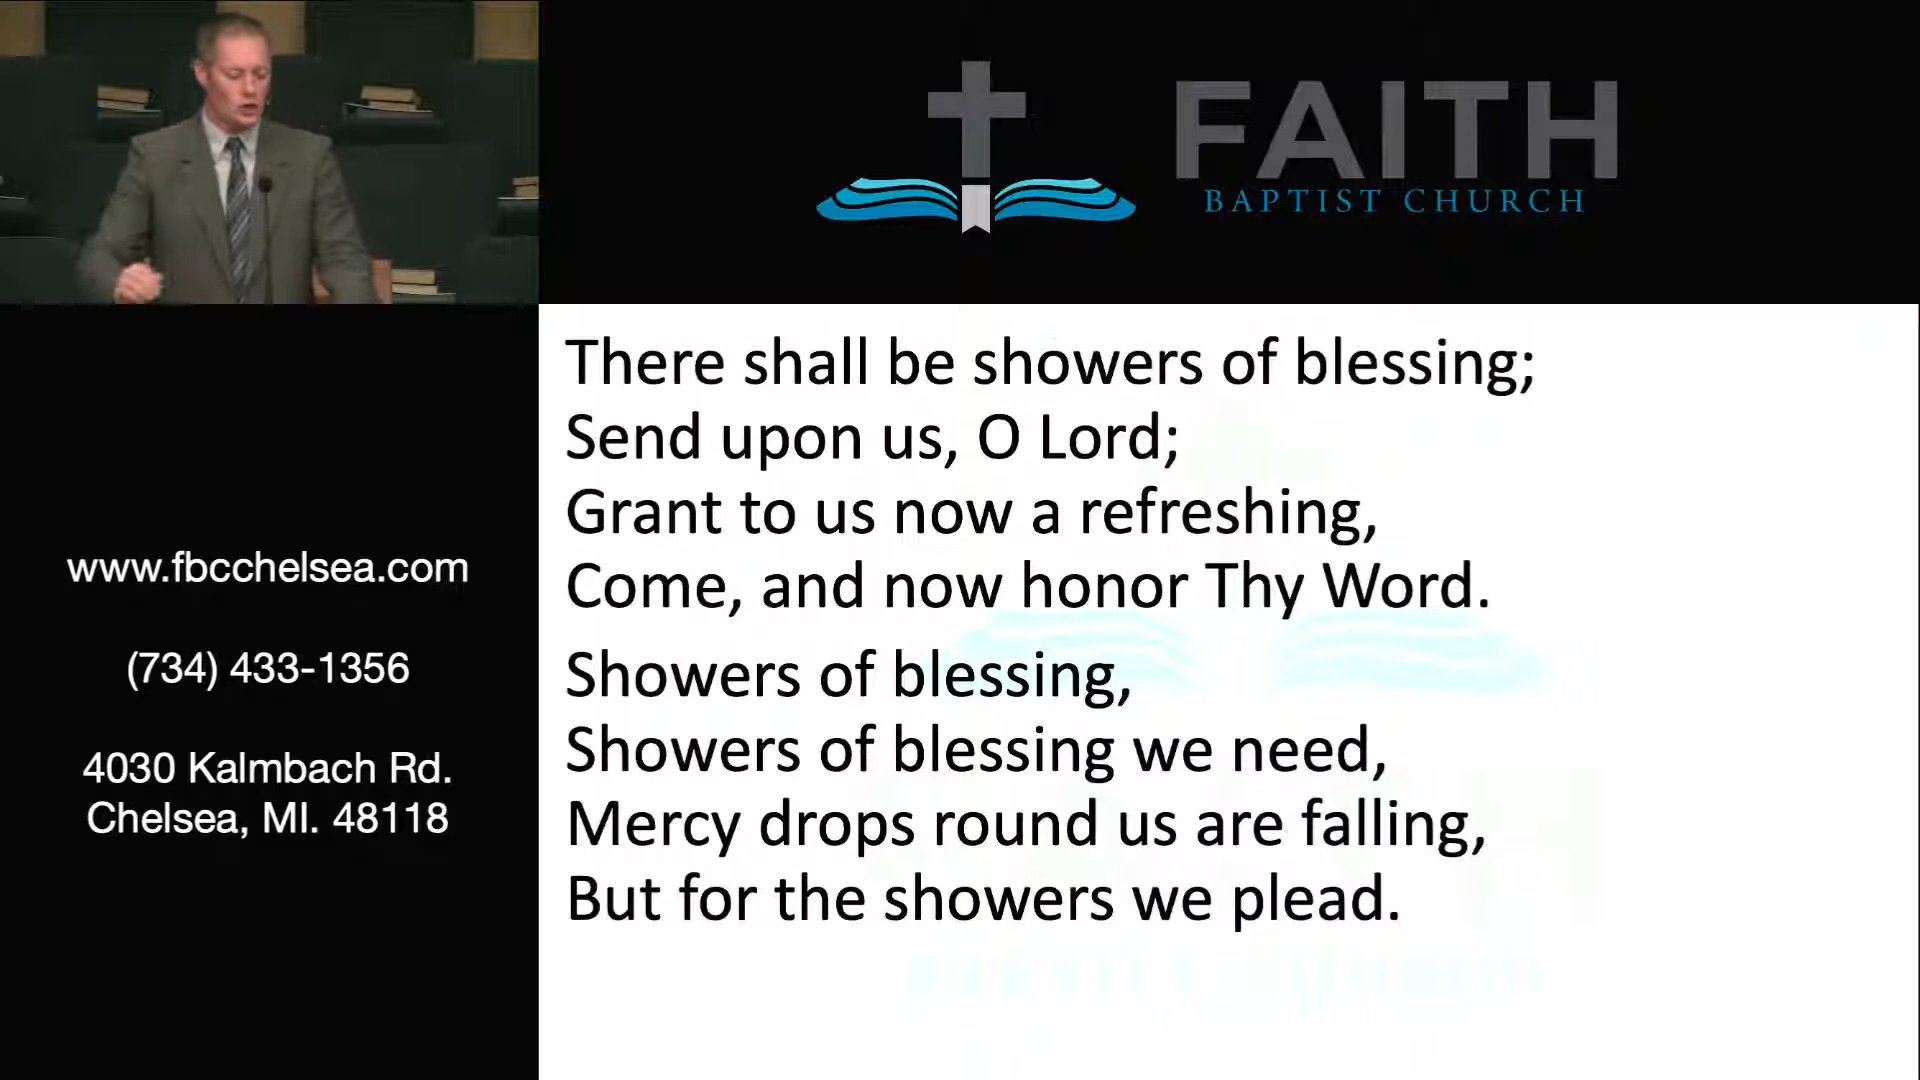 FAITH
BAPTIST CHURCH
There shall be showers of blessing;
Send upon us, O Lord;
Grant to us now a refreshing,
Come, and now honor Thy Word.
Showers of blessing,
Showers of blessing we need,
Mercy drops round us are falling,
But for the showers we plead.
www.fbcchelsea.com
(734) 433-1356
4030 Kalmbach Rd.
Chelsea, MI. 48118